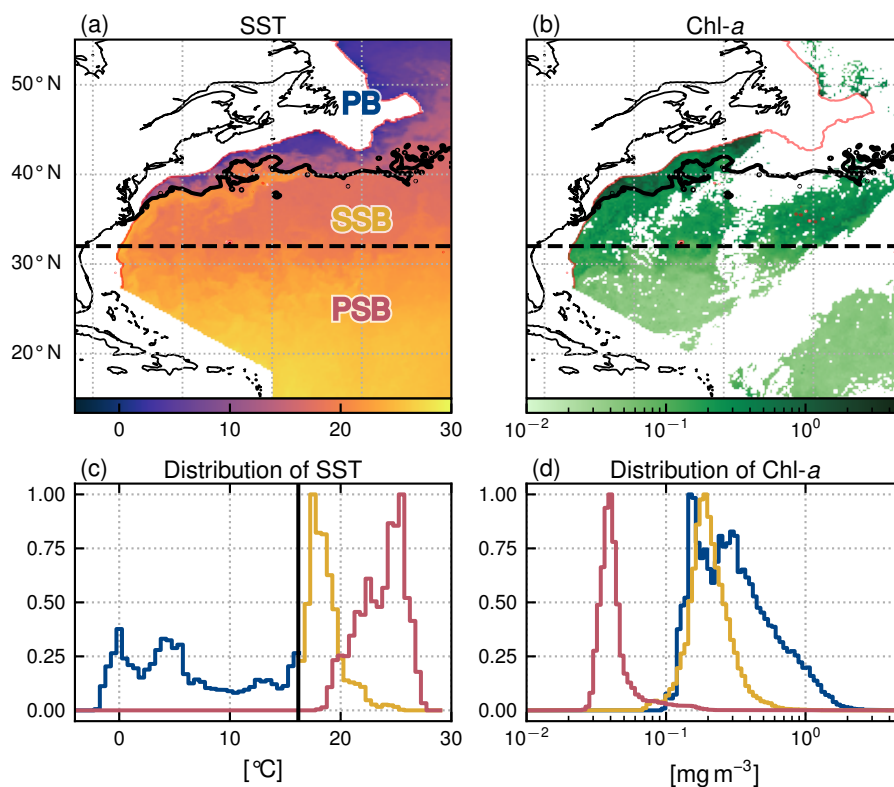 (a) SST
(b) Chl-a
50°N
40°N
30°N
20°N
PB
SSB
PSB
0 10 20 30
10⁻² 10⁻¹ 10⁰
(c) Distribution of SST
(d) Distribution of Chl-a
1.00
0.75
0.50
0.25
0.00
0 10 20 30
[°C]
1.00
0.75
0.50
0.25
0.00
10⁻² 10⁻¹ 10⁰
[mg m⁻³]